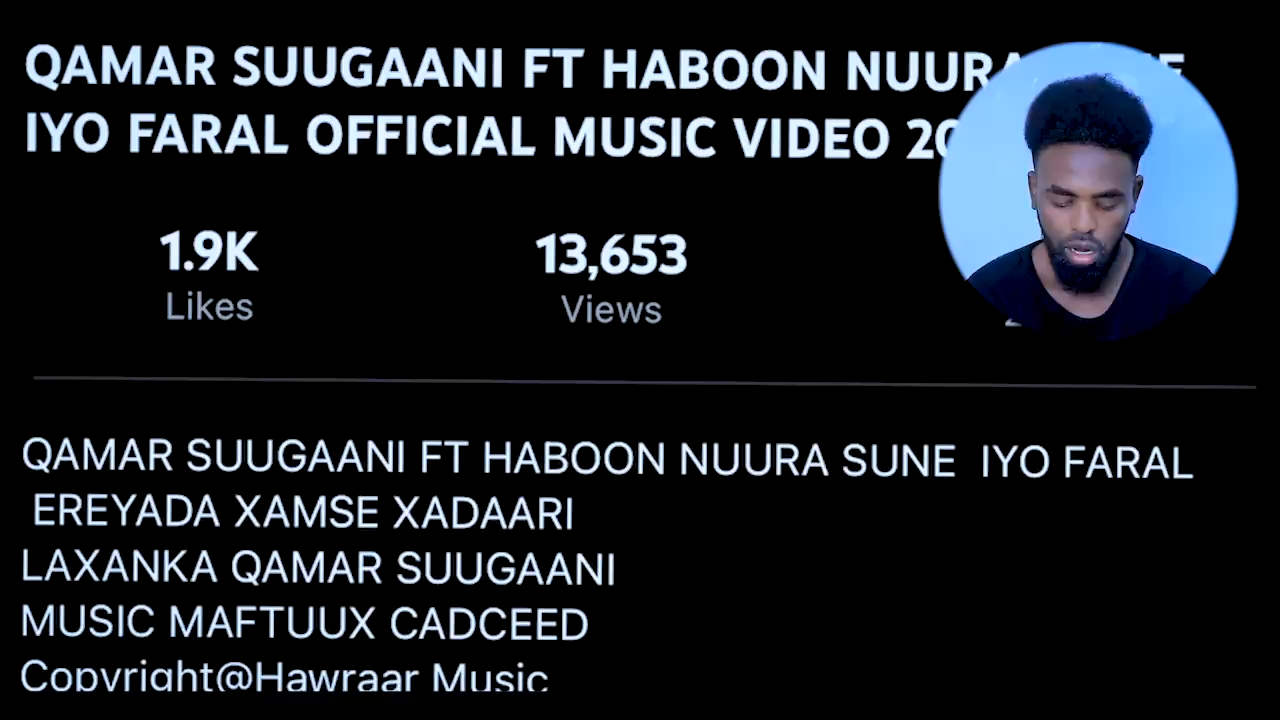 QAMAR SUUGAANI FT HABOON NUURA
IYO FARAL OFFICIAL MUSIC VIDEO
1.9K
Likes
13,653
Views
QAMAR SUUGAANI FT HABOON NUURA SUNE IYO FARAL
EREYADA XAMSE XADAARI
LAXANKA QAMAR SUUGAANI
MUSIC MAFTUUX CADCEED
Copyright@Hawraar Music